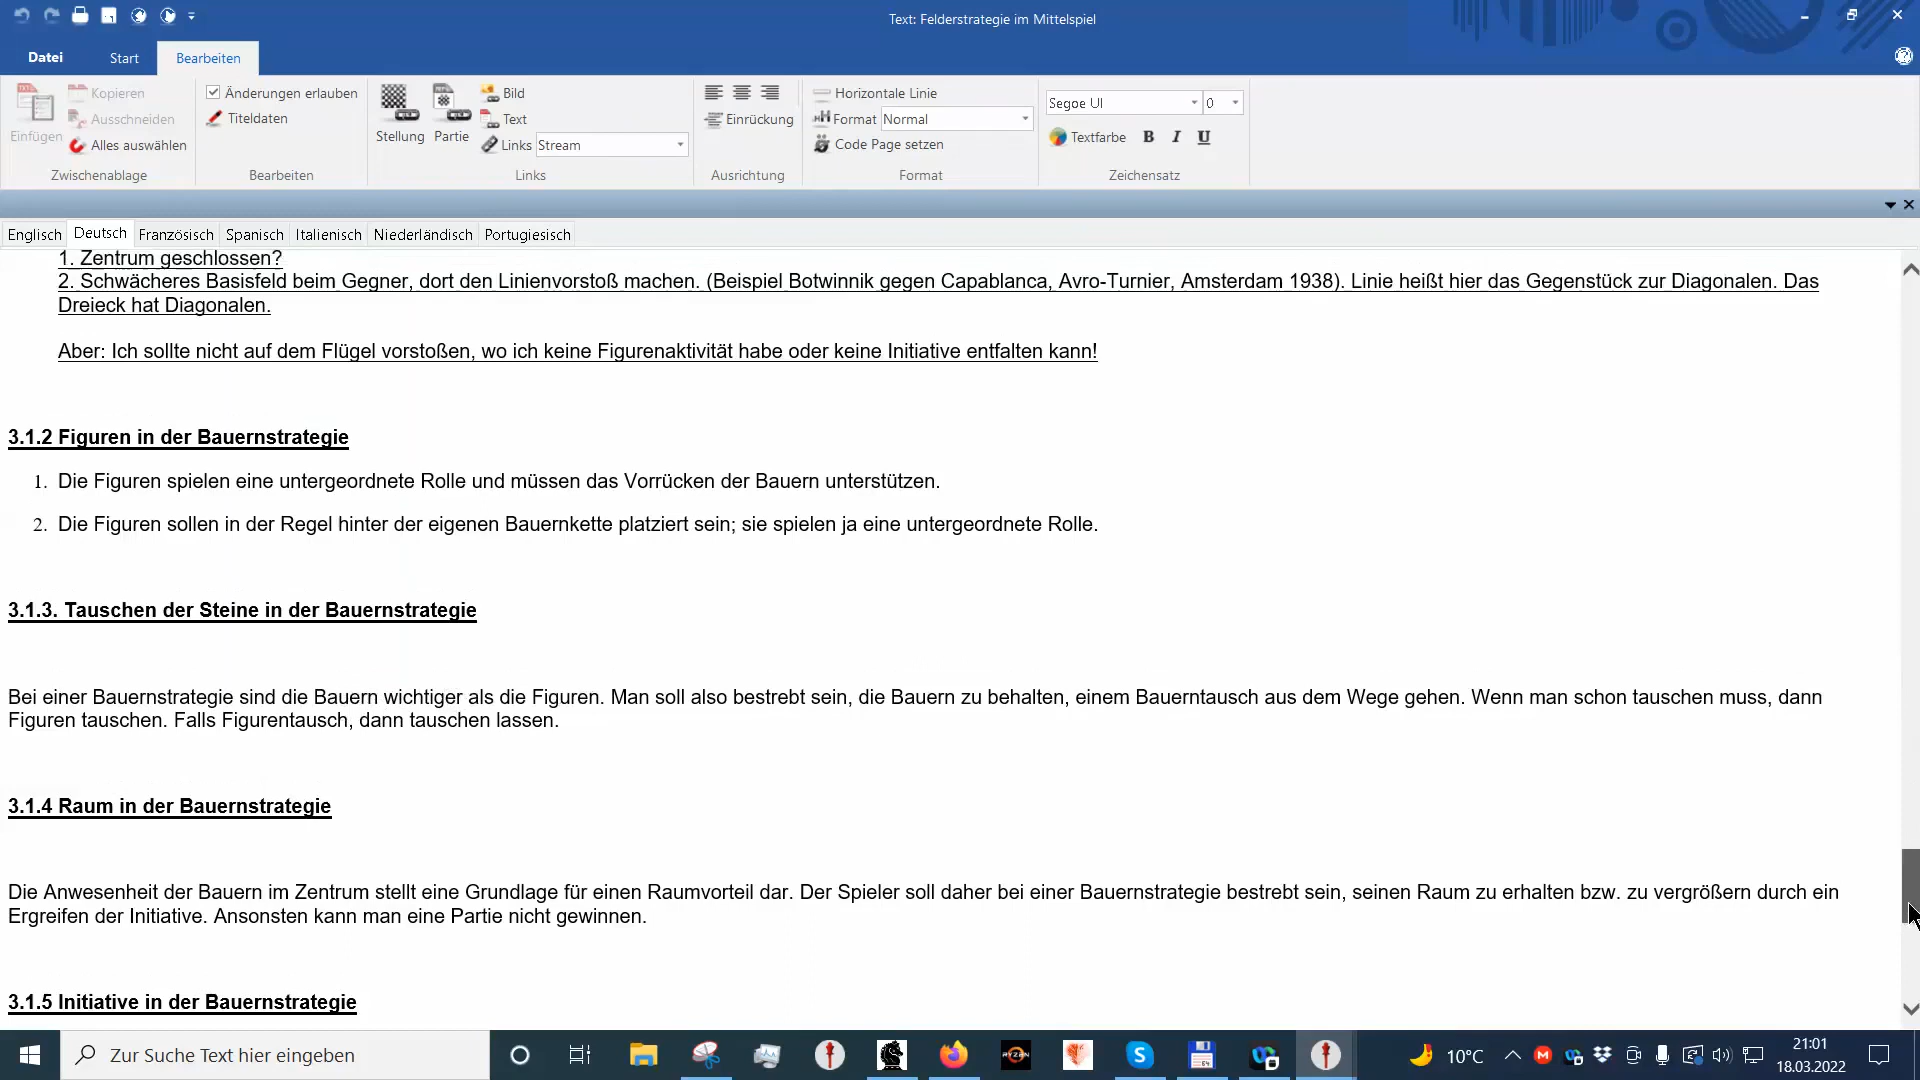 Text: Felderstrategie im Mittelspiel
Datei Start Bearbeiten
Einfügen Kopieren Ausschneiden Alles auswählen
Zwischenablage
Änderungen erlauben
Titeldaten
Bearbeiten
Stellung Partie Bild
Text
Links Stream
Links
Einrückung
Ausrichtung
Horizontale Linie
Format Normal
Code Page setzen
Format
Segoe UI 0
Textfarbe B I U
Zeichensatz
Englisch Deutsch Französisch Spanisch Italienisch Niederländisch Portugiesisch
1. Zentrum geschlossen?
2. Schwächeres Basisfeld beim Gegner, dort den Linienvorstoß machen. (Beispiel Botwinnik gegen Capablanca, Avro-Turnier, Amsterdam 1938). Linie heißt hier das Gegenstück zur Diagonalen. Das
Dreieck hat Diagonalen.
Aber: Ich sollte nicht auf dem Flügel vorstoßen, wo ich keine Figurenaktivität habe oder keine Initiative entfalten kann!
3.1.2 Figuren in der Bauernstrategie
1. Die Figuren spielen eine untergeordnete Rolle und müssen das Vorrücken der Bauern unterstützen.
2. Die Figuren sollen in der Regel hinter der eigenen Bauernkette platziert sein; sie spielen ja eine untergeordnete Rolle.
3.1.3. Tauschen der Steine in der Bauernstrategie
Bei einer Bauernstrategie sind die Bauern wichtiger als die Figuren. Man soll also bestrebt sein, die Bauern zu behalten, einem Bauerntausch aus dem Wege gehen. Wenn man schon tauschen muss, dann
Figuren tauschen. Falls Figurentausch, dann tauschen lassen.
3.1.4 Raum in der Bauernstrategie
Die Anwesenheit der Bauern im Zentrum stellt eine Grundlage für einen Raumvorteil dar. Der Spieler soll daher bei einer Bauernstrategie bestrebt sein, seinen Raum zu erhalten bzw. zu vergrößern durch ein
Ergreifen der Initiative. Ansonsten kann man eine Partie nicht gewinnen.
3.1.5 Initiative in der Bauernstrategie
Zur Suche Text hier eingeben
RYZEN
10°C
21:01
18.03.2022